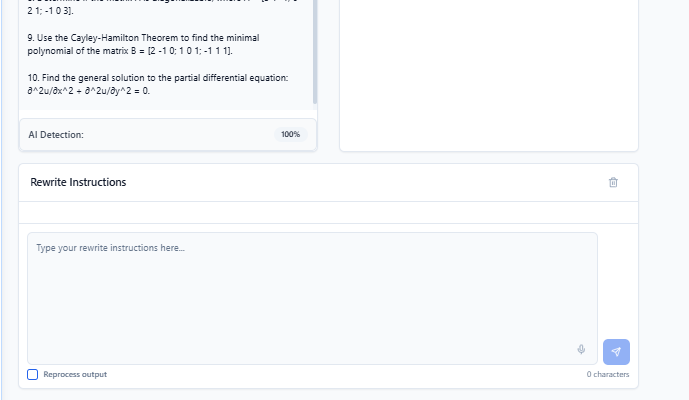 2 1; -1 0 3].
9. Use the Cayley-Hamilton Theorem to find the minimal
polynomial of the matrix B = [2 -1 0; 1 0 1; -1 1 1].
10. Find the general solution to the partial differential equation:
∂^2u/∂x^2 + ∂^2u/∂y^2 = 0.
AI Detection:
100%
Rewrite Instructions
Type your rewrite instructions here...
Reprocess output
0 characters